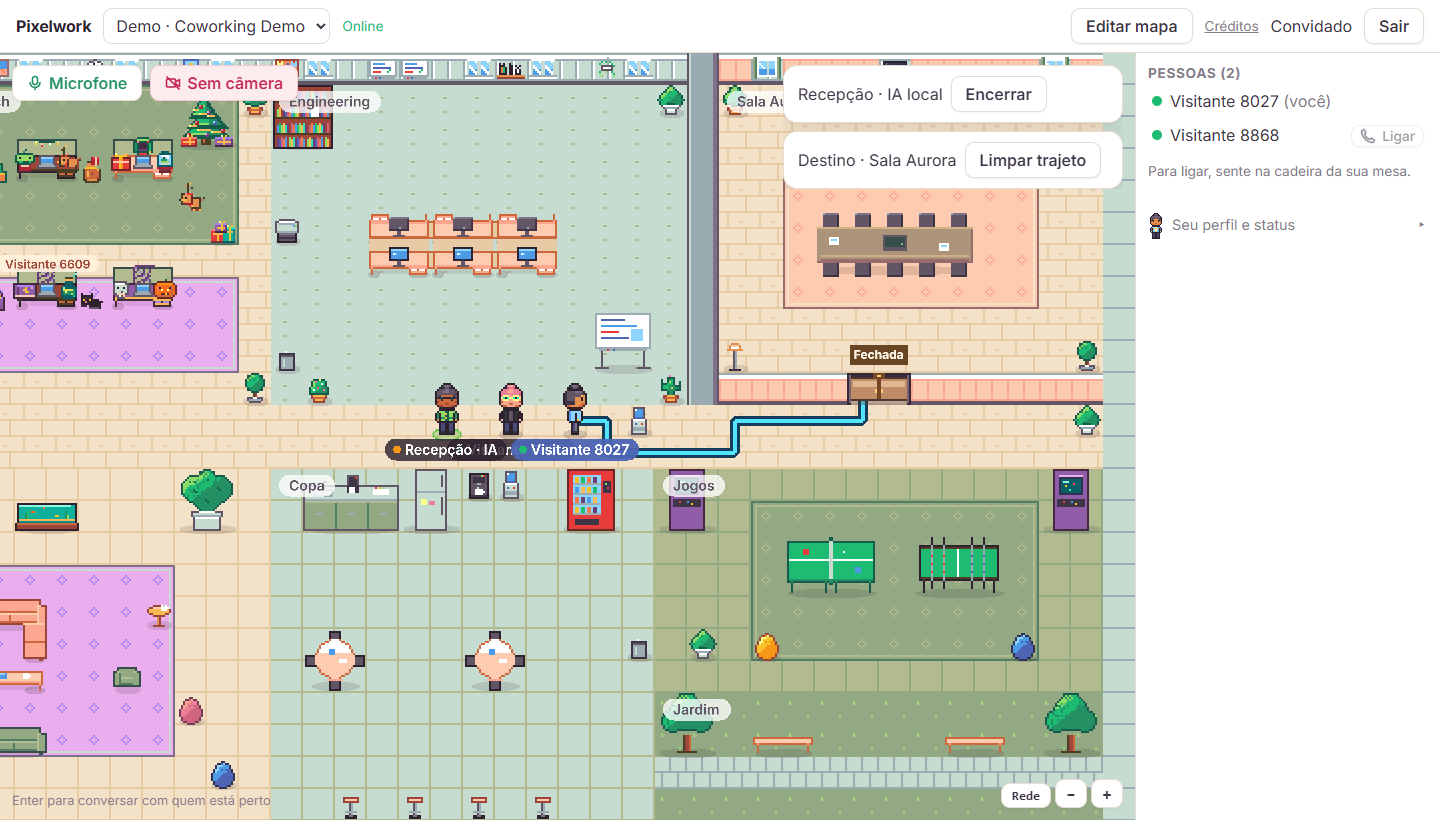 Pixelwork
Demo · Coworking Demo
Online
Editar mapa
Créditos
Convidado
Sair
Microfone
Sem câmera
Engineering
Recepção · IA local
Encerrar
Destino · Sala Aurora
Limpar trajeto
PESSOAS (2)
Visitante 8027 (você)
Visitante 8868
Ligar
Para ligar, sente na cadeira da sua mesa.
Seu perfil e status
Visitante 6609
Fechada
Recepção · IA
Visitante 8027
Copa
Jogos
Jardim
Enter para conversar com quem está perto
Rede
−
+